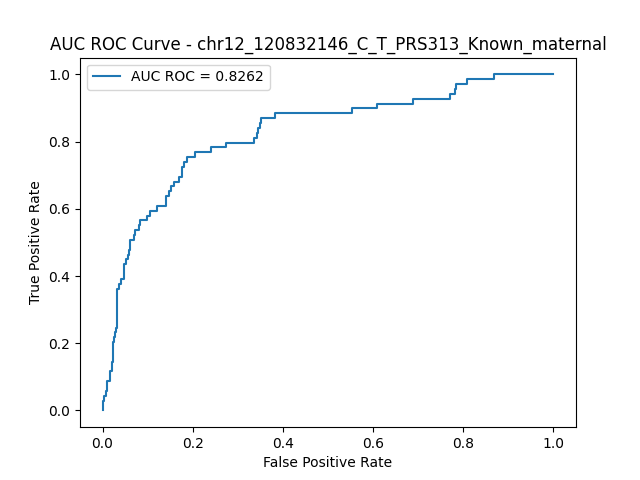 AUC ROC Curve - chr12_120832146_C_T_PRS313_Known_maternal
AUC ROC = 0.8262
True Positive Rate
1.0
0.8
0.6
0.4
0.2
0.0
0.0 0.2 0.4 0.6 0.8 1.0
False Positive Rate